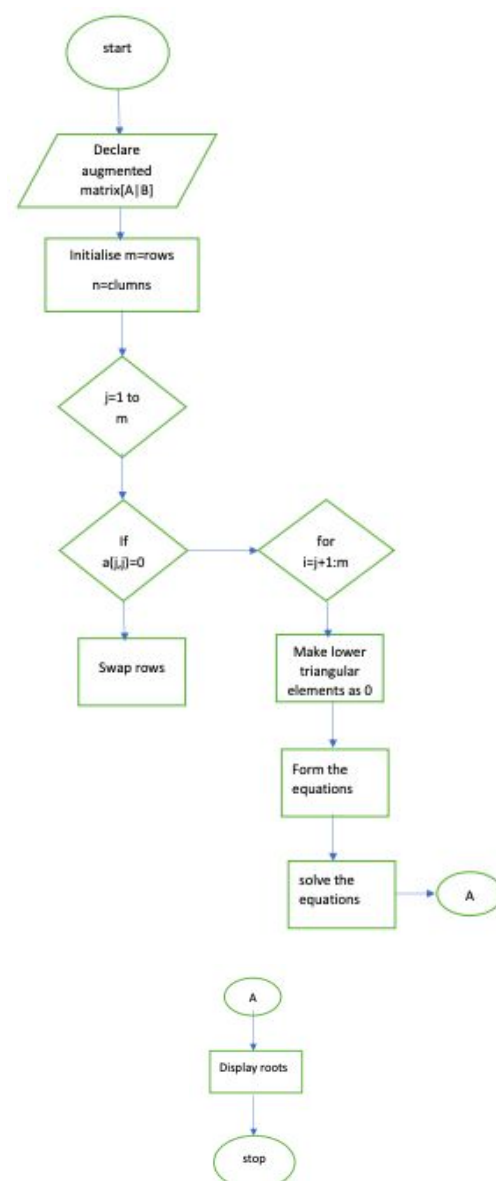 start
Declare
augmented
matrix[A|B]
Initialise m=rows
n=clumns
j=1 to
m
If
a(j,j)=0
for
i=j+1:m
Swap rows
Make lower
triangular
elements as 0
Form the
equations
solve the
equations
A
A
Display roots
stop